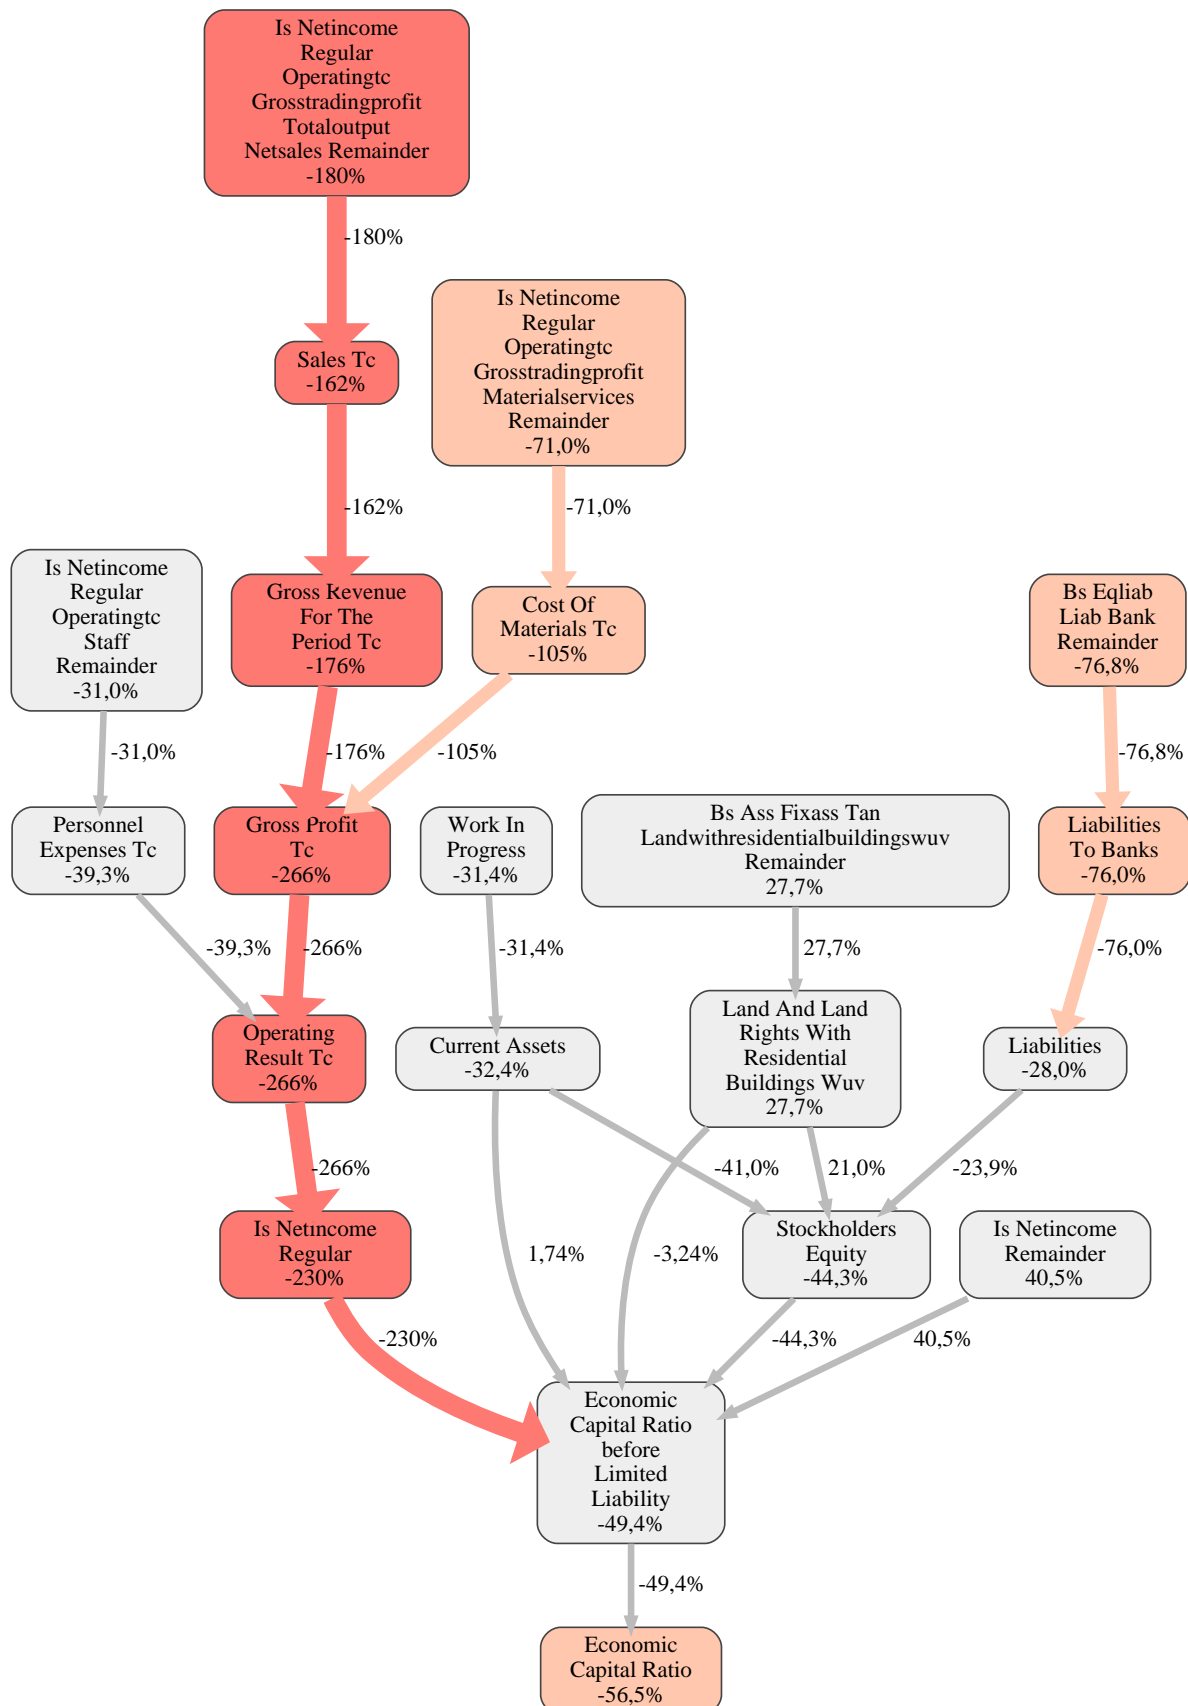 Is Netincome
Regular
Operatingtc
Grosstradingprofit
Totaloutput
Netsales Remainder
-180%
-180%
Sales Tc
-162%
Is Netincome
Regular
Operatingtc
Grosstradingprofit
Materialservices
Remainder
-71,0%
-162%
-71,0%
Is Netincome
Regular
Operatingtc
Staff
Remainder
-31,0%
Gross Revenue
For The
Period Tc
-176%
Cost Of
Materials Tc
-105%
Bs Eqliab
Liab Bank
Remainder
-76,8%
-31,0%
-176%
-105%
-76,8%
Personnel
Expenses Tc
-39,3%
Gross Profit
Tc
-266%
Work In
Progress
-31,4%
Bs Ass Fixass Tan
Landwithresidentialbuildingswuv
Remainder
27,7%
Liabilities
To Banks
-76,0%
-39,3%
-266%
-31,4%
27,7%
-76,0%
Operating
Result Tc
-266%
Current Assets
-32,4%
Land And Land
Rights With
Residential
Buildings Wuv
27,7%
Liabilities
-28,0%
-266%
-41,0%
21,0%
-23,9%
Is Netincome
Regular
-230%
1,74%
-3,24%
Stockholders
Equity
-44,3%
Is Netincome
Remainder
40,5%
-230%
-44,3%
40,5%
Economic
Capital Ratio
before
Limited
Liability
-49,4%
-49,4%
Economic
Capital Ratio
-56,5%